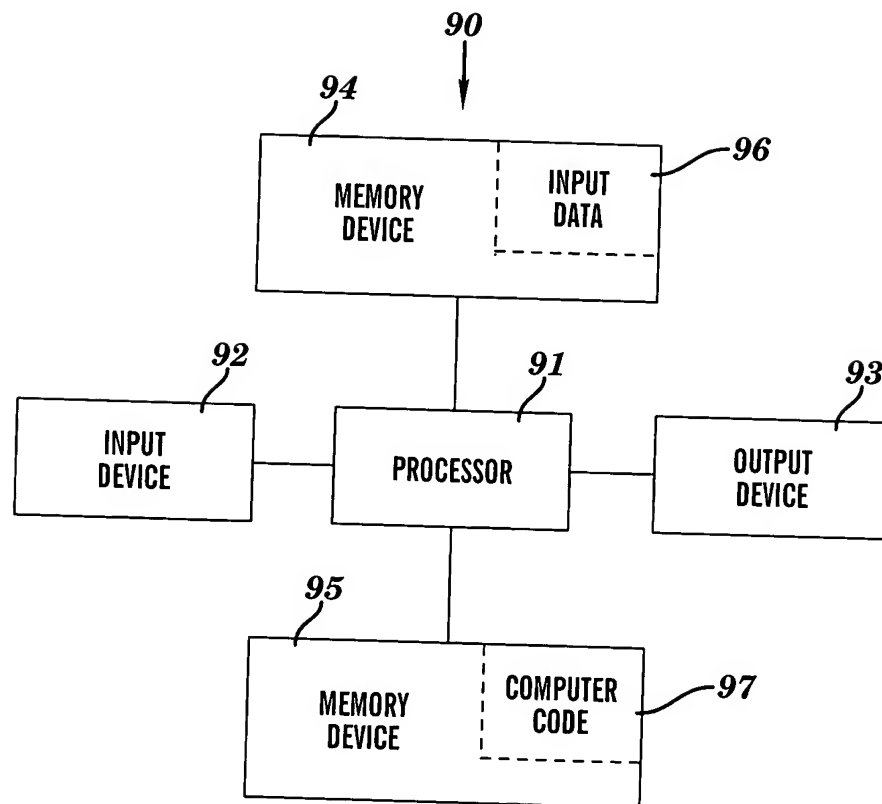 90
94
96
MEMORY
DEVICE
INPUT
DATA
92
91
93
INPUT
DEVICE
PROCESSOR
OUTPUT
DEVICE
95
MEMORY
DEVICE
COMPUTER
CODE
97